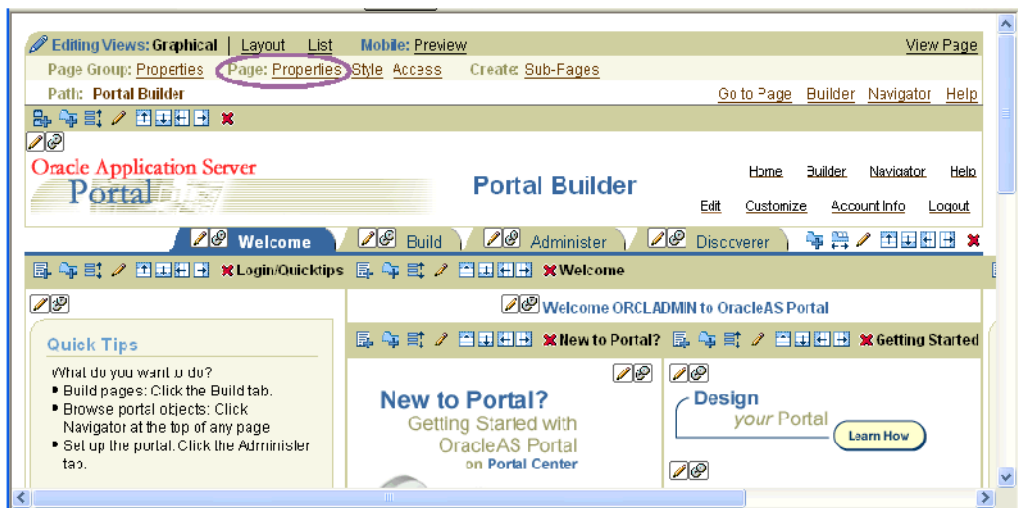 Editing Views: Graphical | Layout List Mobile: Preview View Page
Page Group: Properties Page: Properties Style Access Create: Sub-Pages
Path: Portal Builder Go to Page Builder Navigator Help
Oracle Application Server
Portal
Portal Builder
Home Builder Navigator Help
Edit Customize Account Info Logout
Welcome Build Administer Discoverer
Login/Quicktips Welcome
Welcome ORCLADMIN to OracleAS Portal
New to Portal? Getting Started
Quick Tips
What do you want to do?
• Build pages: Click the Build tab.
• Browse portal objects: Click
Navigator at the top of any page
• Set up the portal. Click the Administer
tab.
New to Portal?
Getting Started with
OracleAS Portal
on Portal Center
Design
your Portal
Learn How